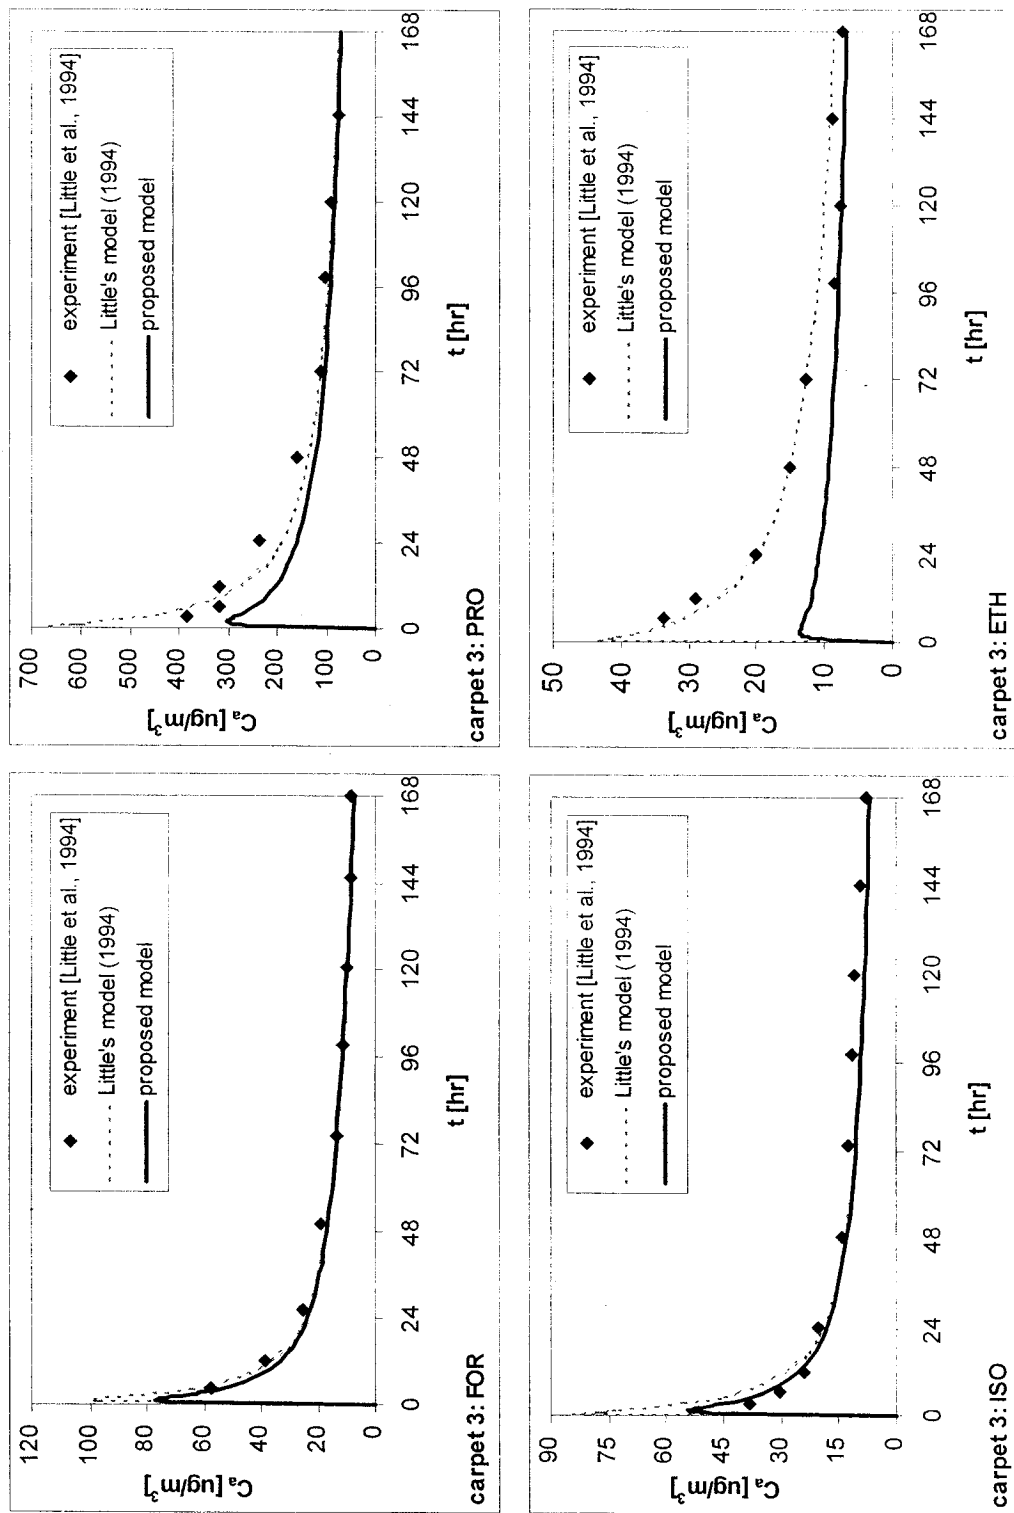 120
100
80
60
40
20
0
Cₐ [ug/m³]
experiment [Little et al., 1994]
Little's model (1994)
proposed model
0
24
48
72
96
120
144
168
t [hr]
carpet 3: FOR
700
600
500
400
300
200
100
0
Cₐ [ug/m³]
experiment [Little et al., 1994]
Little's model (1994)
proposed model
0
24
48
72
96
120
144
168
t [hr]
carpet 3: PRO
90
75
60
45
30
15
0
Cₐ [ug/m³]
experiment [Little et al., 1994]
Little's model (1994)
proposed model
0
24
48
72
96
120
144
168
t [hr]
carpet 3: ISO
50
40
30
20
10
0
Cₐ [ug/m³]
experiment [Little et al., 1994]
Little's model (1994)
proposed model
0
24
48
72
96
120
144
168
t [hr]
carpet 3: ETH